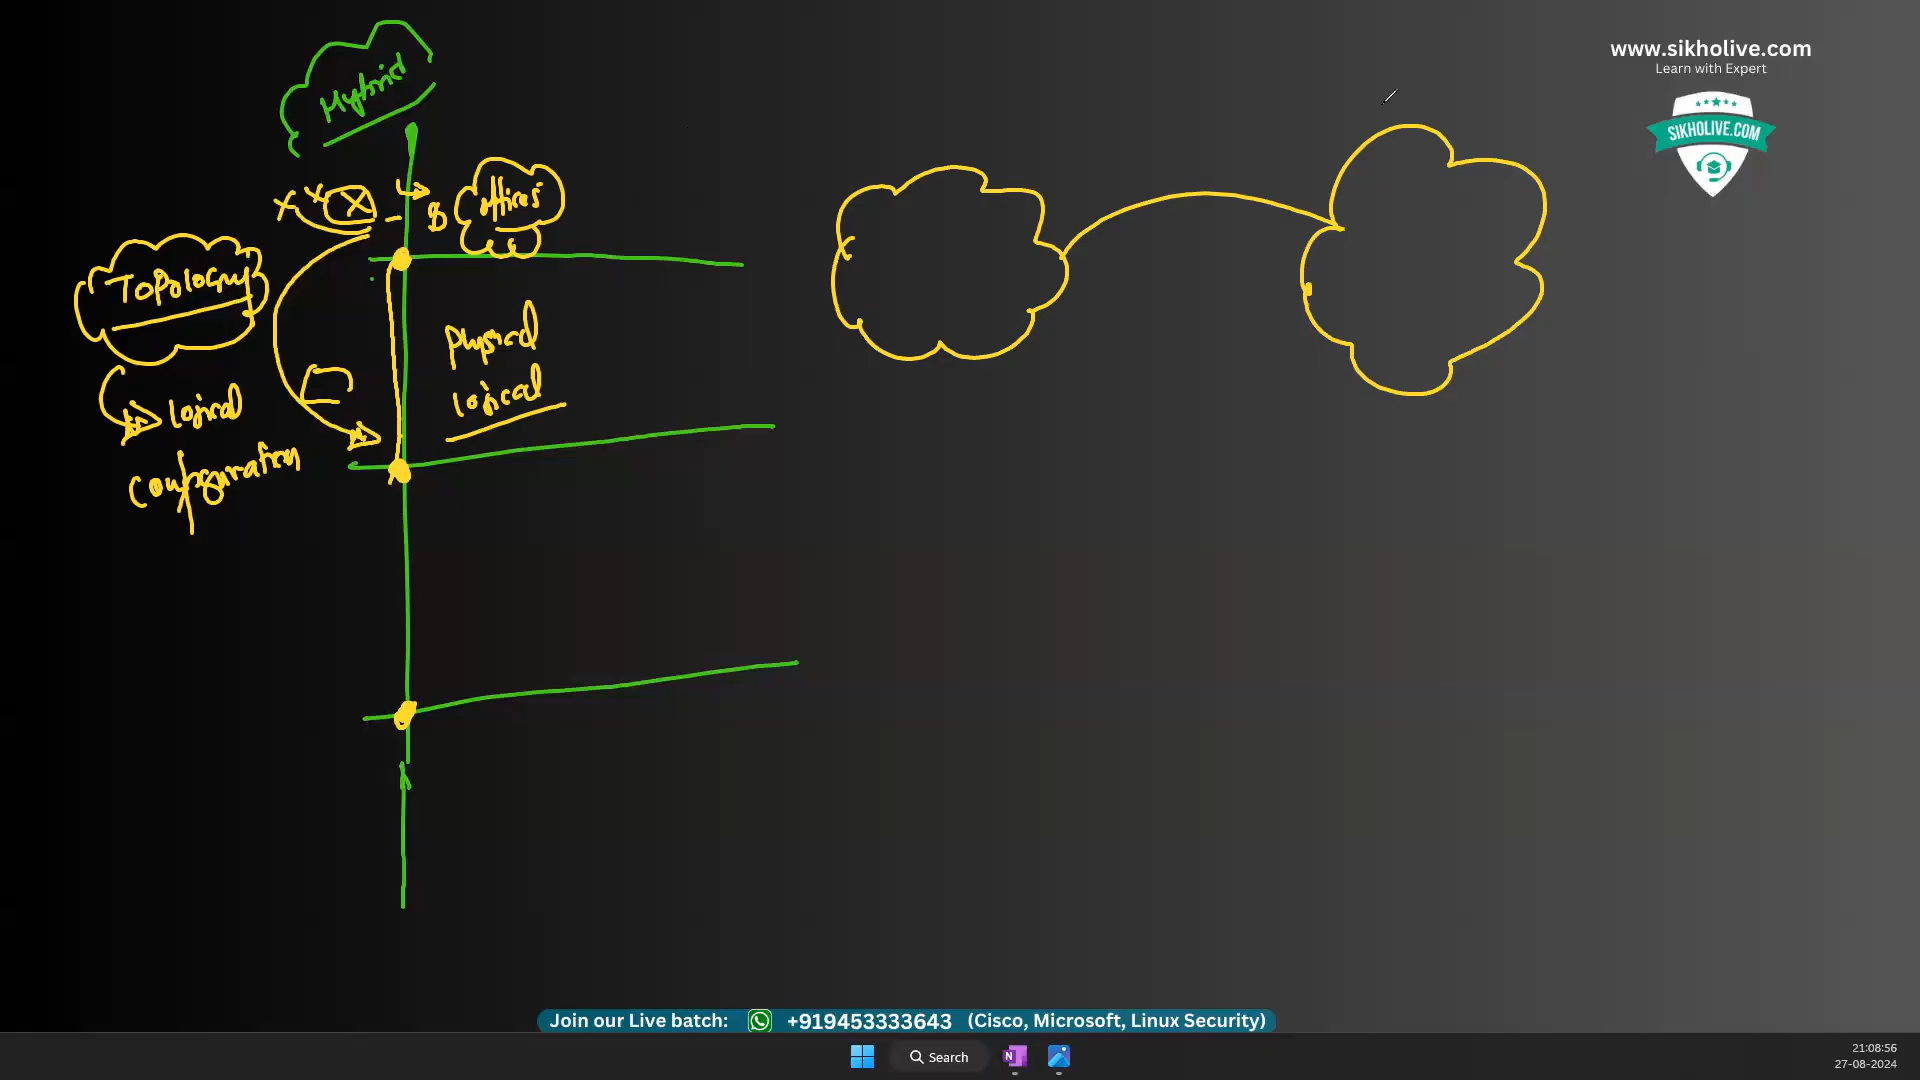 www.sikholive.com
Learn with Expert
SIKHOLIVE.COM
Hybrid
X X X
offices
Topology
Physical
logical
logical
configuration
Join our Live batch: +919453333643 (Cisco, Microsoft, Linux Security)
Search
N
21:08:56
27-08-2024